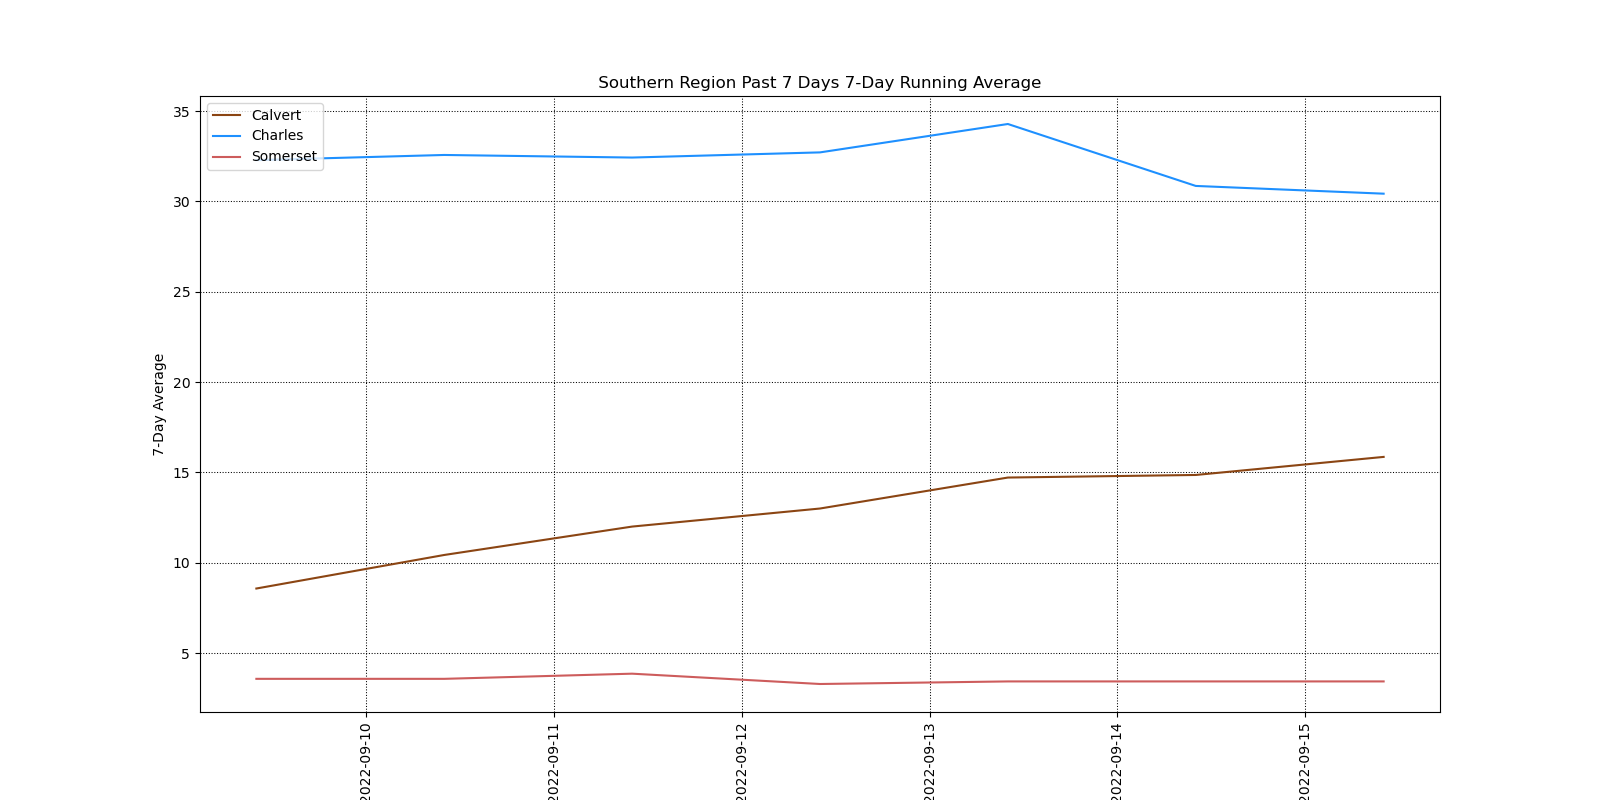 Southern Region Past 7 Days 7-Day Running Average
Calvert
Charles
Somerset
7-Day Average
35
30
25
20
15
10
5
2022-09-10
2022-09-11
2022-09-12
2022-09-13
2022-09-14
2022-09-15